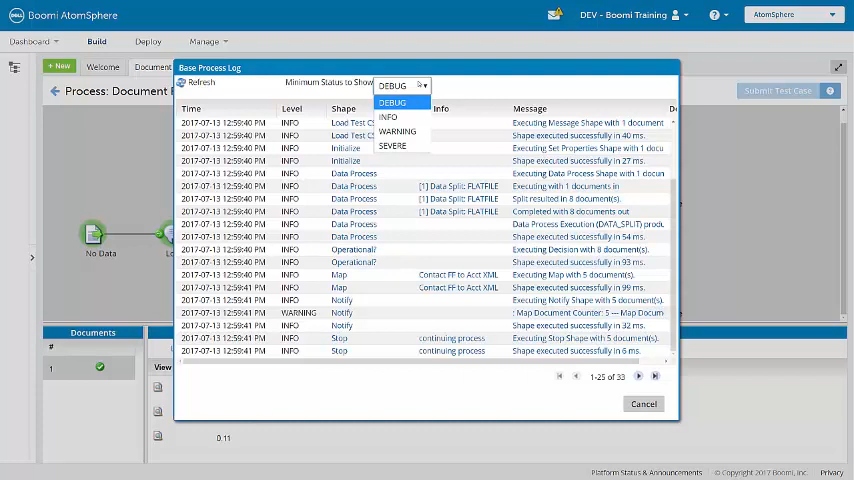 DELL Boomi AtomSphere
DEV - Boomi Training
AtomSphere
Dashboard Build Deploy Manage
+ New Welcome Document
Process: Document
Submit Test Case
Base Process Log
Refresh Minimum Status to Show DEBUG
DEBUG
INFO
WARNING
SEVERE
Time Level Shape Info Message
2017-07-13 12:59:40 PM INFO Load Test CS Executing Message Shape with 1 document
2017-07-13 12:59:40 PM INFO Load Test CS Shape executed successfully in 40 ms.
2017-07-13 12:59:40 PM INFO Initialize Executing Set Properties Shape with 1 docum
2017-07-13 12:59:40 PM INFO Initialize Shape executed successfully in 27 ms.
2017-07-13 12:59:40 PM INFO Data Process Executing Data Process Shape with 1 docun
2017-07-13 12:59:40 PM INFO Data Process [1] Data Split: FLATFILE Executing with 1 documents in
2017-07-13 12:59:40 PM INFO Data Process [1] Data Split: FLATFILE Split resulted in 8 document(s).
2017-07-13 12:59:40 PM INFO Data Process [1] Data Split: FLATFILE Completed with 8 documents out
2017-07-13 12:59:40 PM INFO Data Process Data Process Execution (DATA_SPLIT) produ
2017-07-13 12:59:40 PM INFO Data Process Shape executed successfully in 54 ms.
2017-07-13 12:59:40 PM INFO Operational? Executing Decision with 8 document(s).
2017-07-13 12:59:40 PM INFO Operational? Shape executed successfully in 93 ms.
2017-07-13 12:59:40 PM INFO Map Contact FF to Acct XML Executing Map with 5 document(s).
2017-07-13 12:59:40 PM INFO Map Contact FF to Acct XML Shape executed successfully in 99 ms.
2017-07-13 12:59:41 PM INFO Notify Executing Notify Shape with 5 document(s).
2017-07-13 12:59:41 PM WARNING Notify : Map Document Counter: 5 --- Map Docum
2017-07-13 12:59:41 PM INFO Notify Shape executed successfully in 32 ms.
2017-07-13 12:59:41 PM INFO Stop continuing process Executing Stop Shape with 5 document(s).
2017-07-13 12:59:41 PM INFO Stop continuing process Shape executed successfully in 6 ms.
1-25 of 33
Cancel
No Data
Lo
Documents
#
1
View
0.11
Platform Status & Announcements © Copyright 2017 Boomi, Inc. Privacy